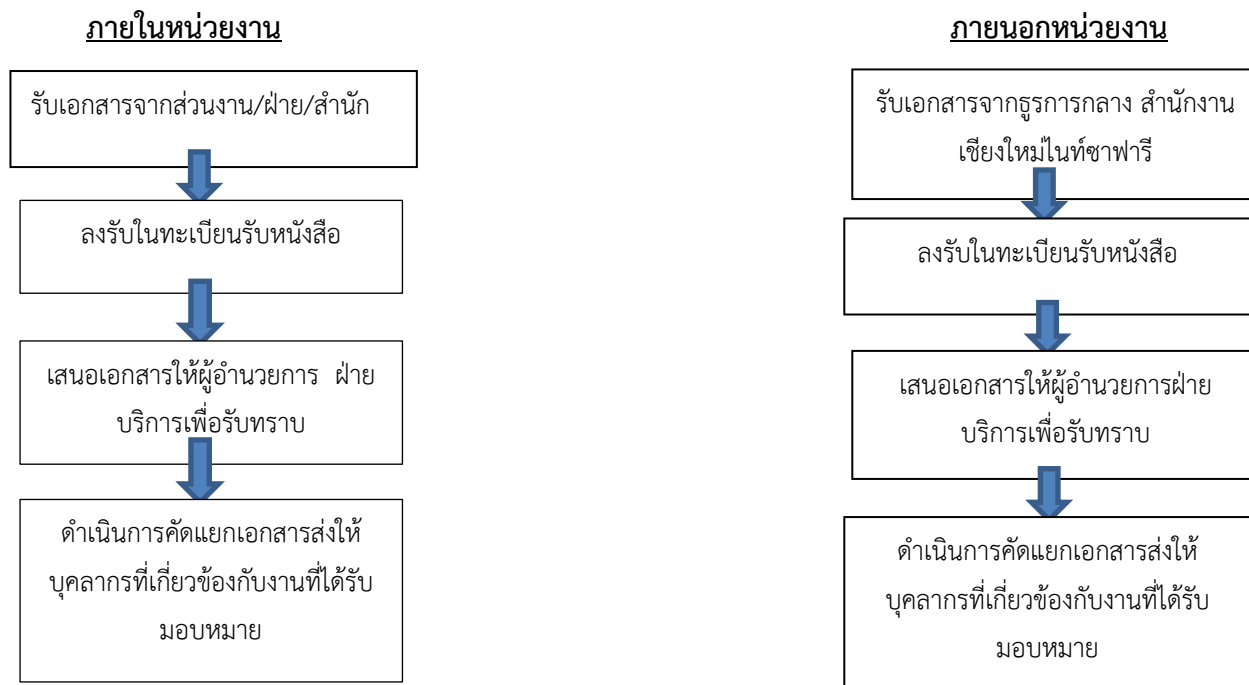 ภายในหน่วยงาน
รับเอกสารจากส่วนงาน/ฝ่าย/สำนัก
ลงรับในทะเบียนรับหนังสือ
เสนอเอกสารให้ผู้อำนวยการ ฝ่าย
บริการเพื่อรับทราบ
ดำเนินการคัดแยกเอกสารส่งให้
บุคลากรที่เกี่ยวข้องกับงานที่ได้รับ
มอบหมาย
ภายนอกหน่วยงาน
รับเอกสารจากธุรการกลาง สำนักงาน
เชียงใหม่ไนท์ซาฟารี
ลงรับในทะเบียนรับหนังสือ
เสนอเอกสารให้ผู้อำนวยการฝ่าย
บริการเพื่อรับทราบ
ดำเนินการคัดแยกเอกสารส่งให้
บุคลากรที่เกี่ยวข้องกับงานที่ได้รับ
มอบหมาย